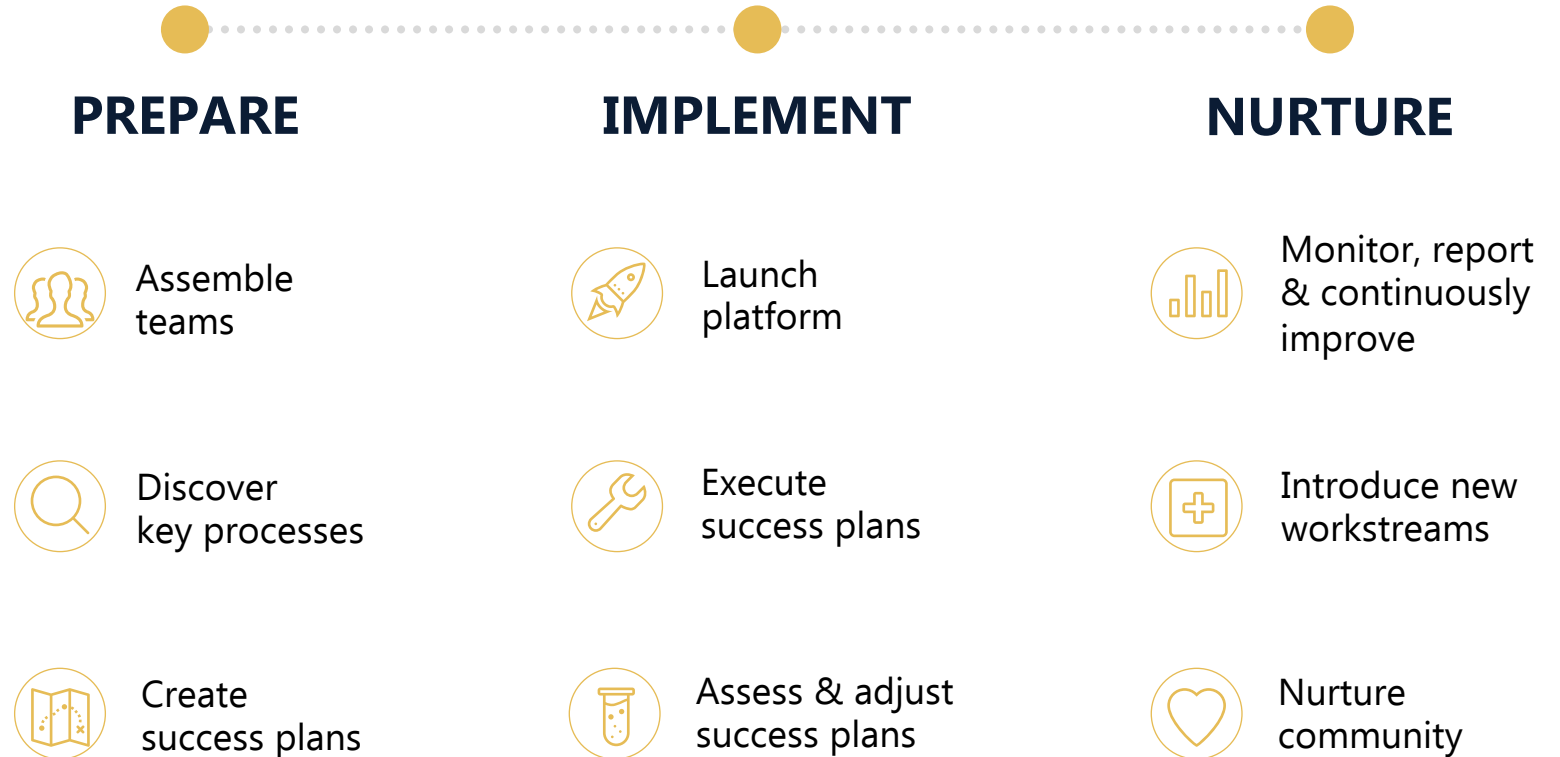 PREPARE
Assemble
teams
Discover
key processes
Create
success plans
IMPLEMENT
Launch
platform
Execute
success plans
Assess & adjust
success plans
NURTURE
Monitor, report
& continuously
improve
Introduce new
workstreams
Nurture
community